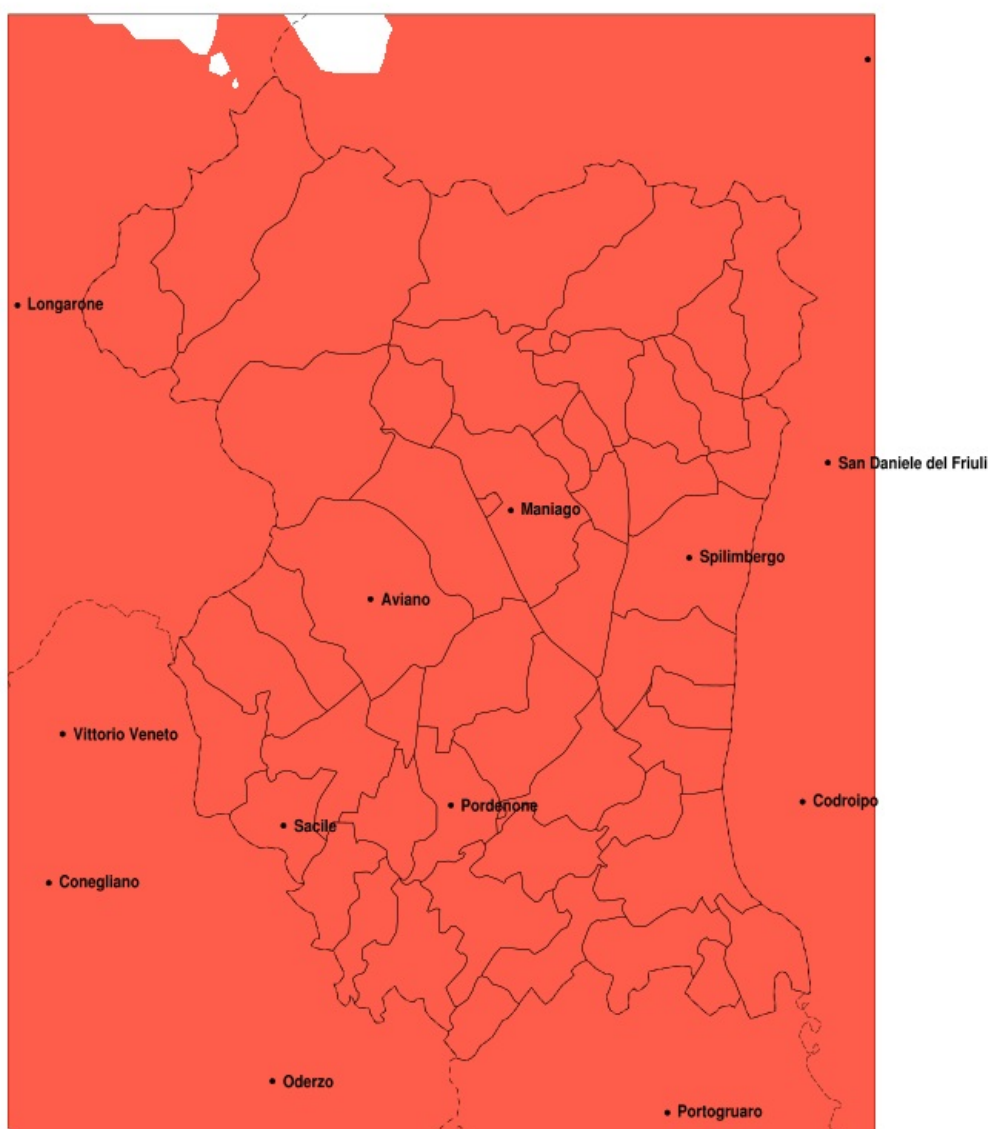 Longarone
San Daniele del Friuli
Maniago
Spilimbergo
Aviano
Vittorio Veneto
Pordenone
Codroipo
Sacile
Conegliano
Oderzo
Portogruaro